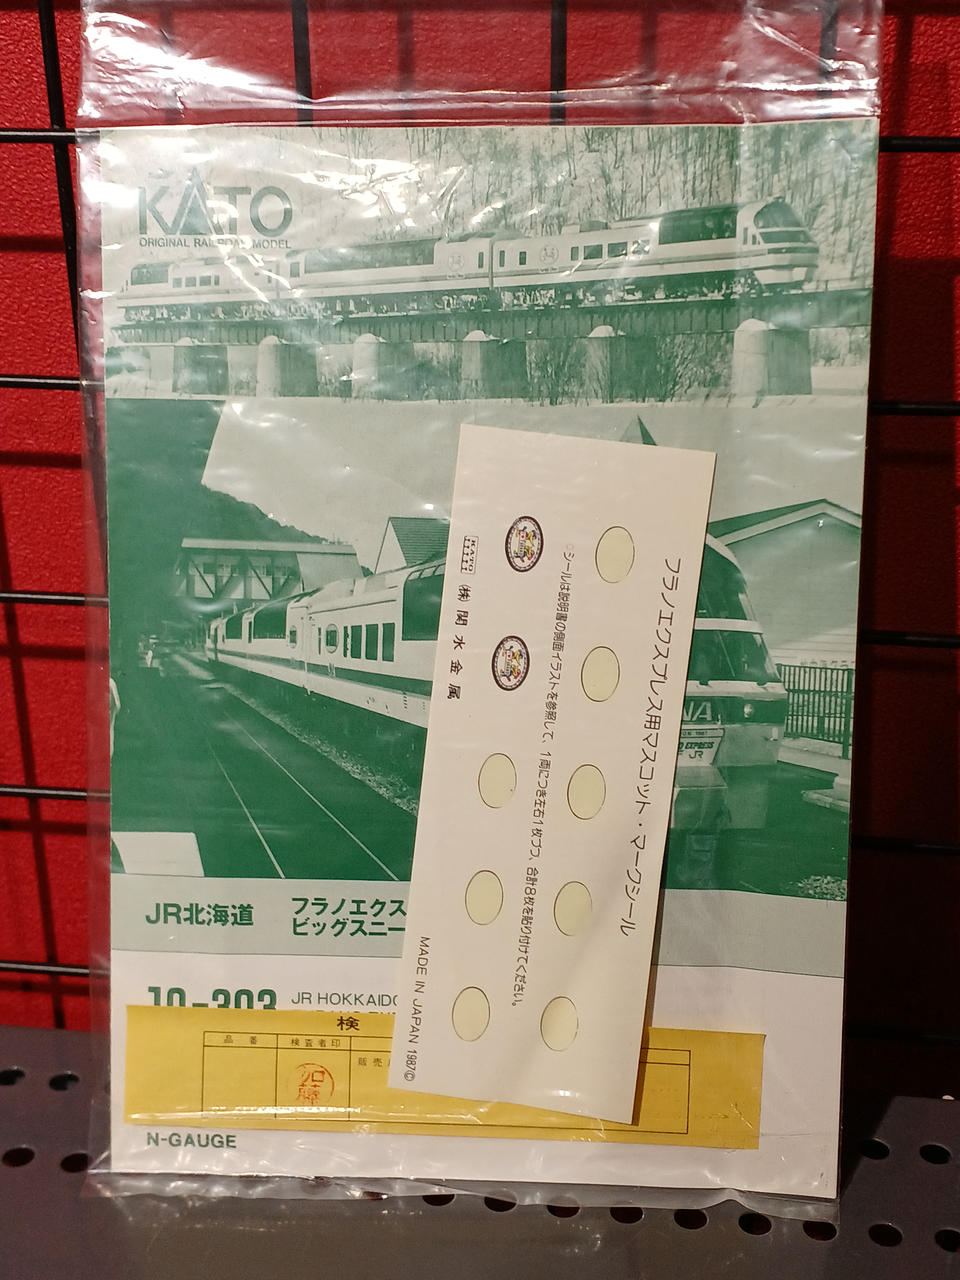 KATO
ORIGINAL RAILROAD MODEL
フラノエクスプレス用マスコット・マークシール
○シールは説明書の側面イラストを参照して、1両につき左右1枚づつ、合計8枚を貼り付けてください。
KATO
(株) 関水金属
MADE IN JAPAN 1987©
EXPRESS
JR
JR北海道
フラノエクス
ビッグスニー
10-303
JR HOKKAIDO
検
品番
検査者印
販売
加藤
N-GAUGE